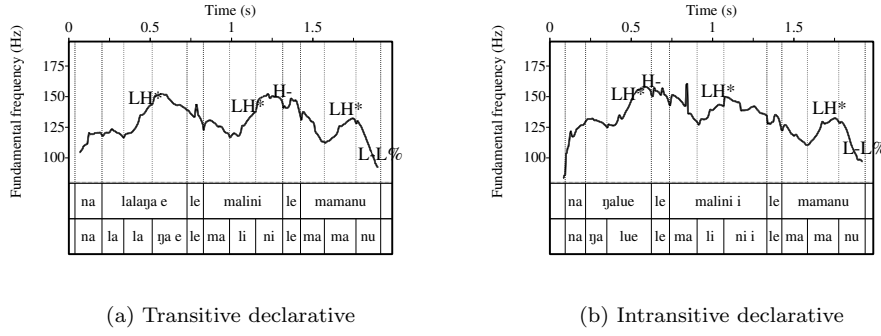 Time (s)
0 0.5 1 1.5
Fundamental frequency (Hz)
175
150
125
100
LH* LH* H- LH* L-L%
na lalaŋa e le malini le mamanu
na la la ŋa e le ma li ni le ma ma nu
(a) Transitive declarative
Time (s)
0 0.5 1 1.5
Fundamental frequency (Hz)
175
150
125
100
LH* H- LH* LH* L-L%
na ŋalue le malini i le mamanu
na ŋa lue le ma li ni i le ma ma nu
(b) Intransitive declarative